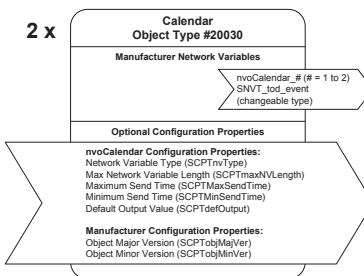 2 x
Calendar
Object Type #20030
Manufacturer Network Variables
nvoCalendar_# (# = 1 to 2)
SNVT_tod_event
(changeable type)
Optional Configuration Properties
nvoCalendar Configuration Properties:
Network Variable Type (SCPTnvType)
Max Network Variable Length (SCPTmaxNVLength)
Maximum Send Time (SCPTMaxSendTime)
Minimum Send Time (SCPTMinSendTime)
Default Output Value (SCPTdefOutput)
Manufacturer Configuration Properties:
Object Major Version (SCPTobjMajVer)
Object Minor Version (SCPTobjMinVer)